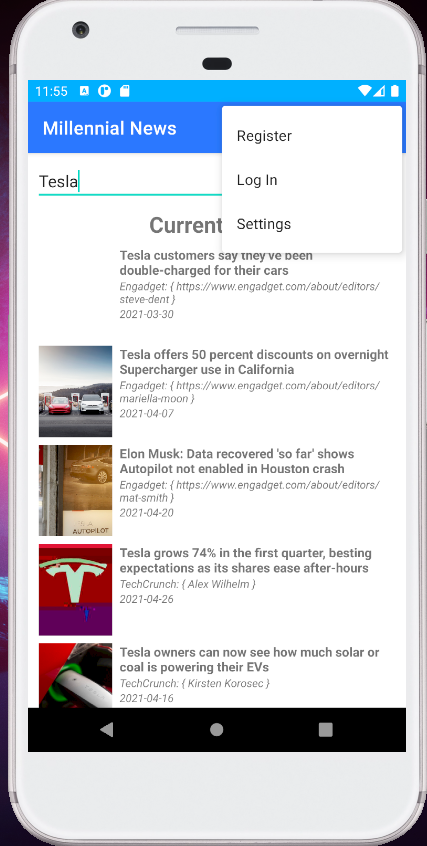 11:55
Millennial News
Register
Log In
Settings
Tesla
Current
Tesla customers say they've been
double-charged for their cars
Engadget: { https://www.engadget.com/about/editors/
steve-dent }
2021-03-30
Tesla offers 50 percent discounts on overnight
Supercharger use in California
Engadget: { https://www.engadget.com/about/editors/
mariella-moon }
2021-04-07
Elon Musk: Data recovered 'so far' shows
Autopilot not enabled in Houston crash
Engadget: { https://www.engadget.com/about/editors/
mat-smith }
2021-04-20
AUTOPILOT
Tesla grows 74% in the first quarter, besting
expectations as its shares ease after-hours
TechCrunch: { Alex Wilhelm }
2021-04-26
Tesla owners can now see how much solar or
coal is powering their EVs
TechCrunch: { Kirsten Korosec }
2021-04-16